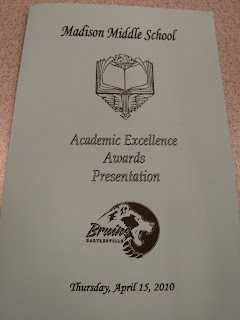 Madison Middle School
Academic Excellence
Awards
Presentation
Bruins
BARTLESVILLE
Thursday, April 15, 2010